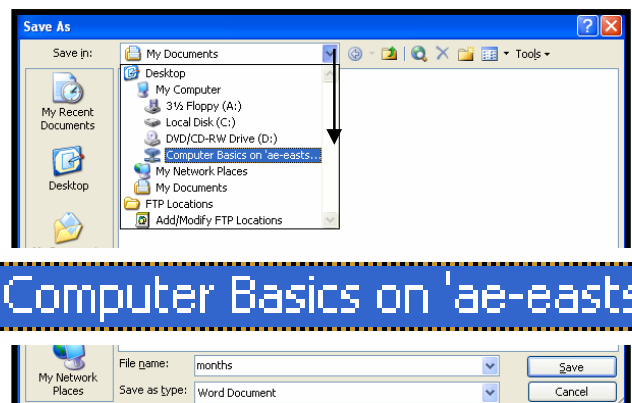 Save As
Save in: My Documents Tools
Desktop
My Computer
3½ Floppy (A:)
Local Disk (C:)
DVD/CD-RW Drive (D:)
Computer Basics on 'ae-easts...
My Network Places
My Documents
FTP Locations
Add/Modify FTP Locations
My Recent
Documents
Desktop
Computer Basics on 'ae-easts
My Network
Places
File name: months Save
Save as type: Word Document Cancel